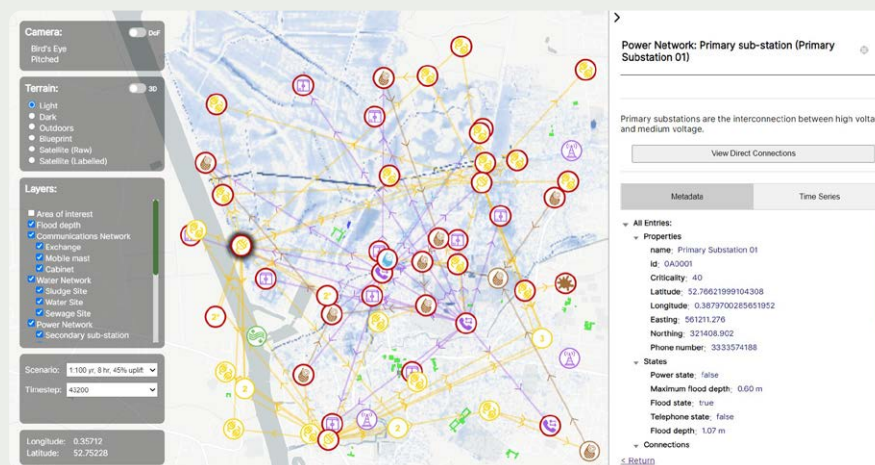 Camera:
DoF
Bird's Eye
Pitched
Terrain:
3D
Light
Dark
Outdoors
Blueprint
Satellite (Raw)
Satellite (Labelled)
Layers:
Area of interest
Flood depth
Communications Network
Exchange
Mobile mast
Cabinet
Water Network
Sludge Site
Water Site
Sewage Site
Power Network
Secondary sub-station
Scenario:
1:100 yr, 8 hr, 45% uplift
Timestep:
43200
Longitude: 0.35712
Latitude: 52.75228
2
3
2
2
Power Network: Primary sub-station (Primary
Substation 01)
Primary substations are the interconnection between high volta
and medium voltage.
View Direct Connections
Metadata
Time Series
All Entries:
Properties
name: Primary Substation 01
id: 0A0001
Criticality: 40
Latitude: 52.76621999104308
Longitude: 0.3879700285651952
Easting: 561211.276
Northing: 321408.902
Phone number: 3333574188
States
Power state: false
Maximum flood depth: 0.60 m
Flood state: true
Telephone state: false
Flood depth: 1.07 m
Connections
< Return